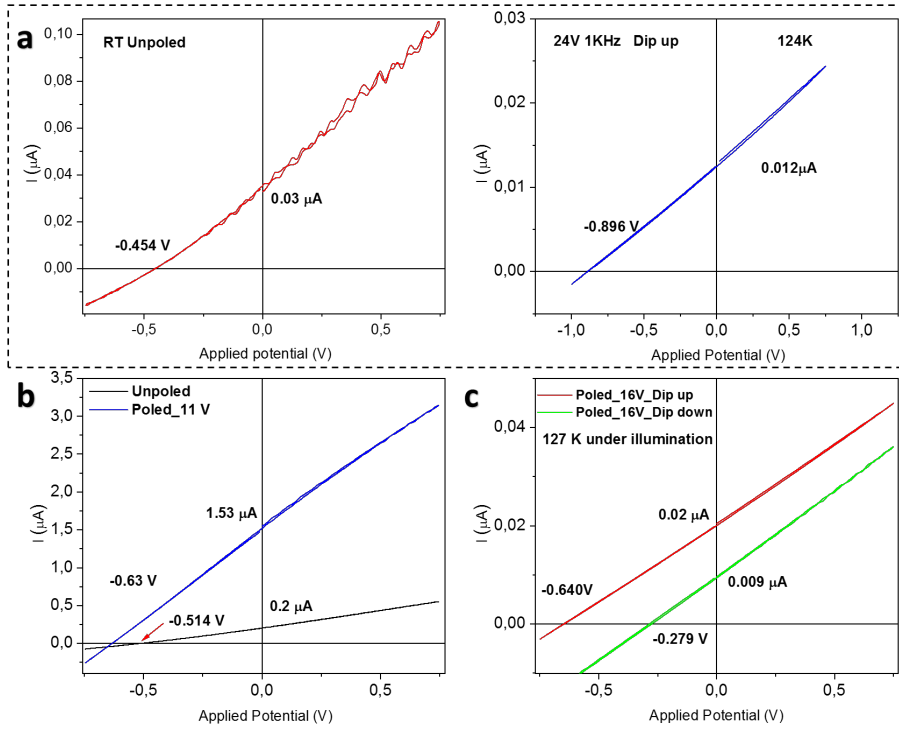 a
RT Unpoled
0,10
0,08
0,06
0,04
0,02
0,00
I (μA)
0.03 μA
-0.454 V
-0,5
0,0
0,5
Applied potential (V)
24V 1KHz Dip up
124K
0,03
0,02
0,01
0,00
I (μA)
0.012μA
-0.896 V
-1,0
-0,5
0,0
0,5
1,0
Applied Potential (V)
b
Unpoled
Poled_11 V
3,5
3,0
2,5
2,0
1,5
1,0
0,5
0,0
I (μA)
1.53 μA
-0.63 V
-0.514 V
0.2 μA
-0,5
0,0
0,5
Applied Potential (V)
c
Poled_16V_Dip up
Poled_16V_Dip down
127 K under illumination
0,04
0,02
0,00
I (μA)
0.02 μA
0.009 μA
-0.640V
-0.279 V
-0,5
0,0
0,5
Applied Potential (V)